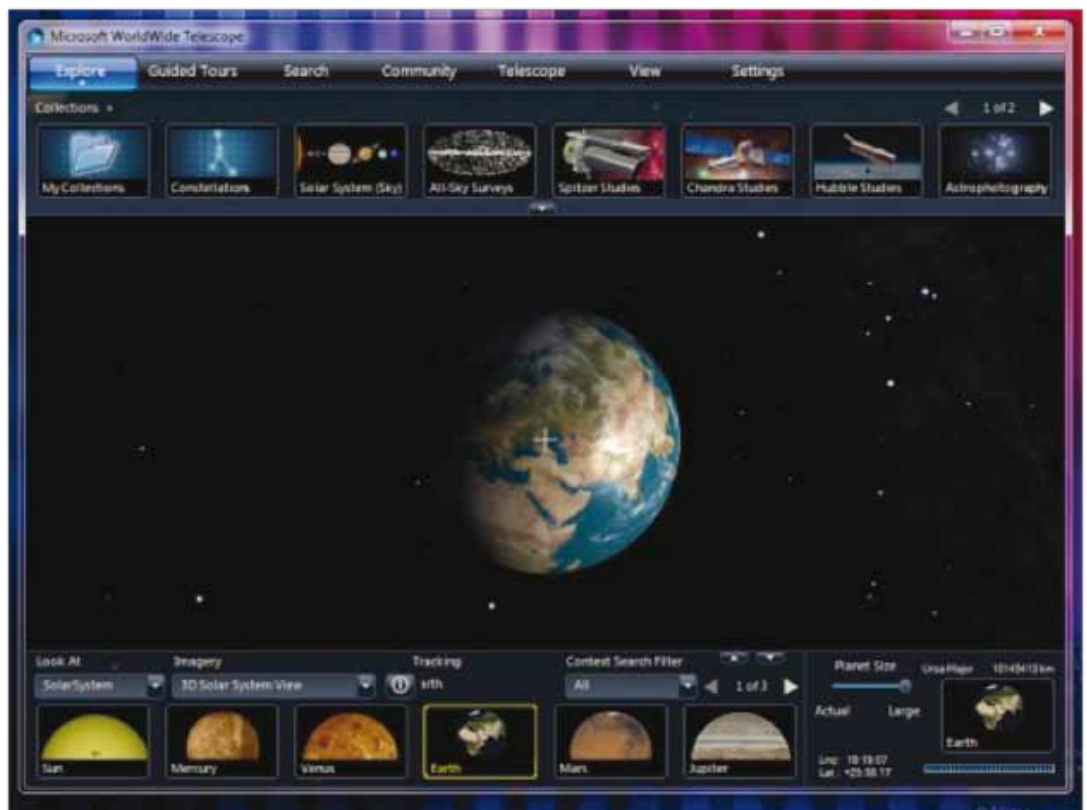 Microsoft WorldWide Telescope
Explore Guided Tours Search Community Telescope View Settings
Collections 1 of 2
My Collections Constellations Solar System (Sky) All-Sky Surveys Spitzer Studies Chandra Studies Hubble Studies Astrophotography
Look At Imagery Tracking Context Search Filter Planet Size Ursa Major
SolarSystem 3D Solar System View arth All 1 of 3
Actual Large
Sun Mercury Venus Earth Mars Jupiter Earth
Lng: 
Lat: